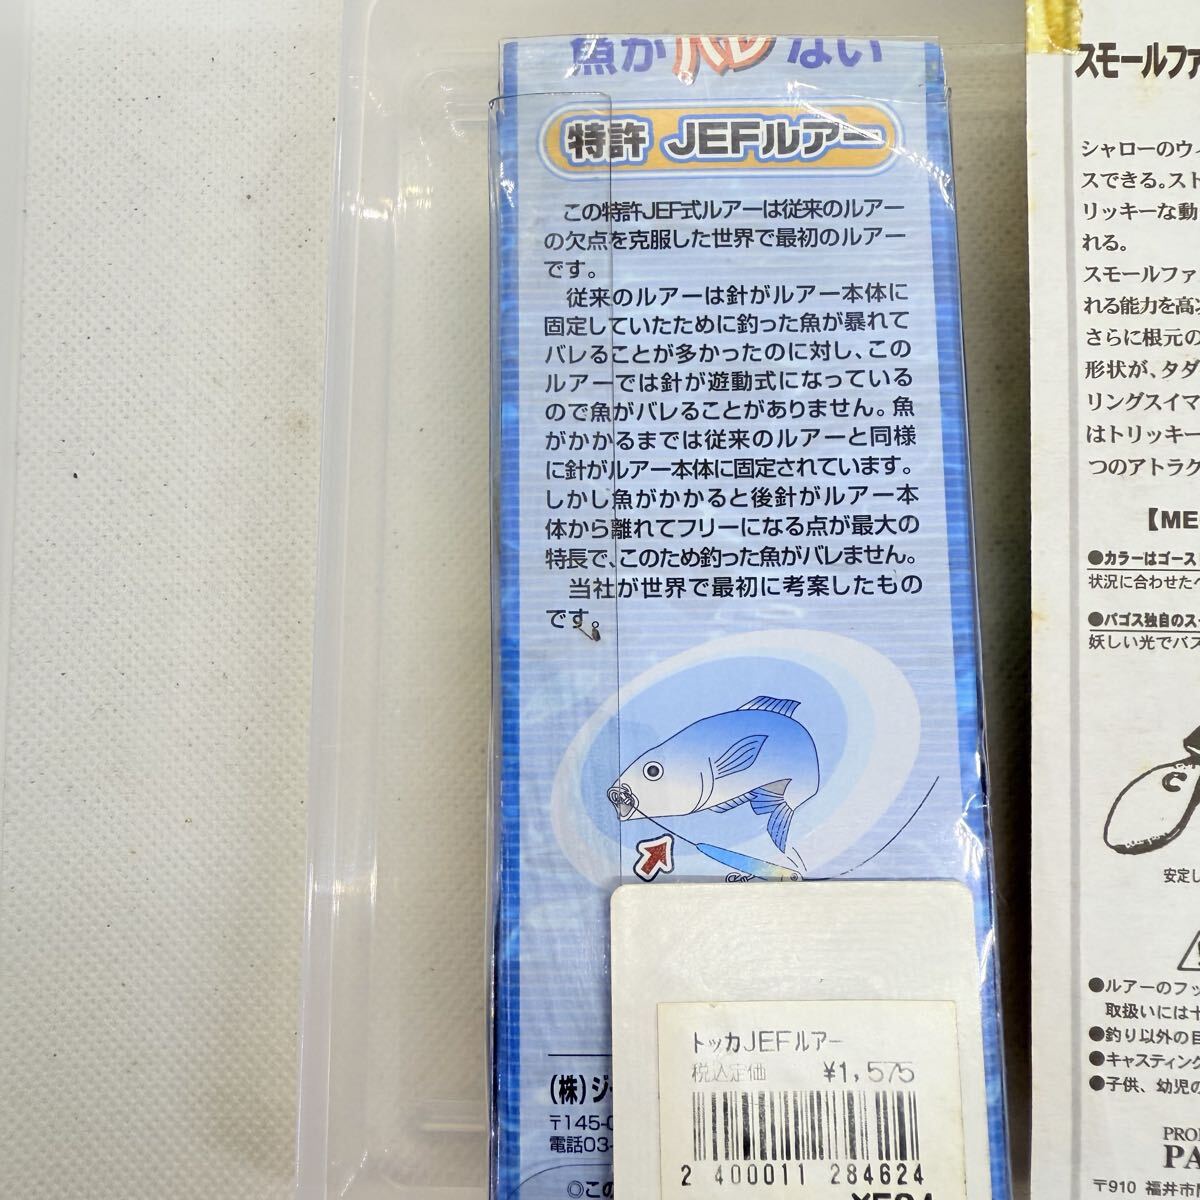 魚がバレない
特許 JEFルアー
この特許JEF式ルアーは従来のルアー
の欠点を克服した世界で最初のルアー
です。
従来のルアーは針がルアー本体に
固定していたために釣った魚が暴れて
バレることが多かったのに対し、この
ルアーでは針が遊動式になっている
ので魚がバレることがありません。魚
がかかるまでは従来のルアーと同様
に針がルアー本体に固定されています。
しかし魚がかかると後針がルアー本
体から離れてフリーになる点が最大の
特長で、このため釣った魚がバレません。
当社が世界で最初に考案したもの
です。
(株)ジー
〒145-0
電話03-
◎この
トッカJEFルアー
税込定価 ¥1,575
2 400011 284624
スモールファ
シャローのウィ
スできる。スト
リッキーな動
れる。
スモールファ
れる能力を高次
さらに根元の
形状が、タダ
リングスイマ
はトリッキー
つのアトラク
【ME
●カラーはゴース
状況に合わせた
●パゴス独自のス
妖しい光でバス
安定し
●ルアーのフッ
取扱いには十
●釣り以外の目
●キャスティング
●子供、幼児の
PRO
PA
〒910 福井市